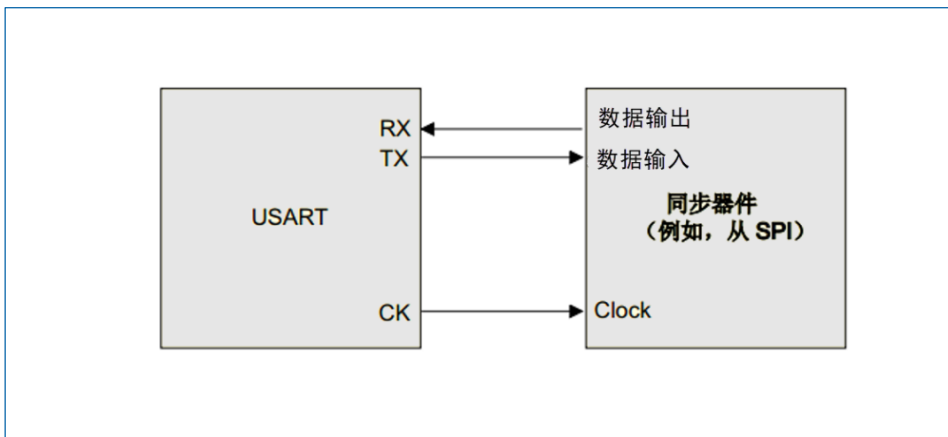 RX
TX
USART
CK
数据输出
数据输入
同步器件
（例如，从 SPI）
Clock